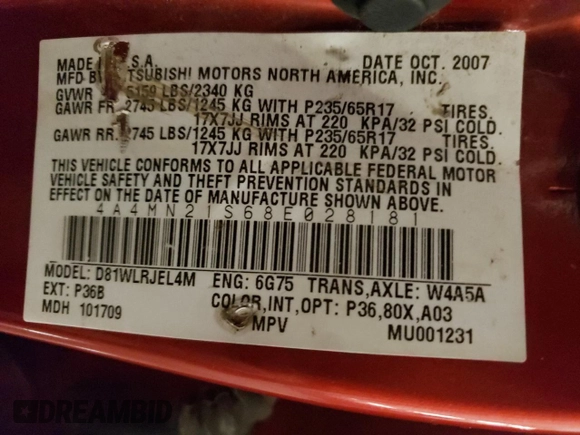 MADE IN U.S.A. DATE OCT. 2007
MFD BY MITSUBISHI MOTORS NORTH AMERICA, INC.
GVWR 5159 LBS/2340 KG
GAWR FR. 2745 LBS/1245 KG WITH P235/65R17 TIRES.
17X7JJ RIMS AT 220 KPA/32 PSI COLD.
GAWR RR. 2745 LBS/1245 KG WITH P235/65R17 TIRES.
17X7JJ RIMS AT 220 KPA/32 PSI COLD.
THIS VEHICLE CONFORMS TO ALL APPLICABLE FEDERAL MOTOR
VEHICLE SAFETY AND THEFT PREVENTION STANDARDS IN
EFFECT ON THE DATE OF MANUFACTURE SHOWN ABOVE.
4A4MN21S68E028181
MODEL: D81WLRJEL4M ENG: 6G75 TRANS,AXLE: W4A5A
EXT: P36B COLOR,INT,OPT: P36,80X,A03
MDH 101709 MPV MU001231
DREAMBID